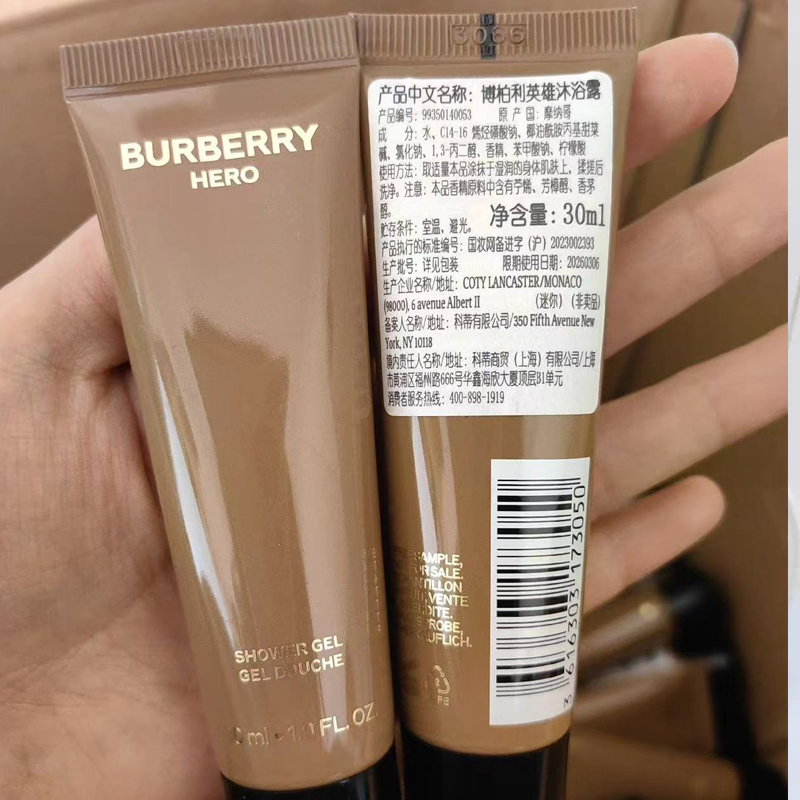 BURBERRY
HERO
SHOWER GEL
GEL DOUCHE
ml • 1.0 FL. OZ.
3066
产品中文名称：博柏利英雄沐浴露
产品编号：99350140053 原产国：摩纳哥
成 分：水、C14-16 烯烃磺酸钠、椰油酰胺丙基甜菜
碱、氯化钠、1,3-丙二醇、香精、苯甲酸钠、柠檬酸
使用方法：取适量本品涂抹于湿润的身体肌肤上，揉搓后
洗净。注意：本品香精原料中含有苧烯、芳樟醇、香茅
醇。
净含量：30ml
贮存条件：室温、避光。
产品执行的标准编号：国妆网备进字（沪）2023002393
生产批号：详见包装 限期使用日期：20260306
生产企业名称/地址：COTY LANCASTER/MONACO
(98000), 6 avenue Albert II （迷你）（非卖品）
备案人名称/地址：科蒂有限公司/350 Fifth Avenue New
York, NY 10118
境内责任人名称/地址：科蒂商贸（上海）有限公司/上海
市黄浦区福州路666号华鑫海欣大厦顶层B1单元
消费者服务热线：400-898-1919
SAMPLE,
FOR SALE.
VENTE
PROBE,
3 616303 173050
2
PE